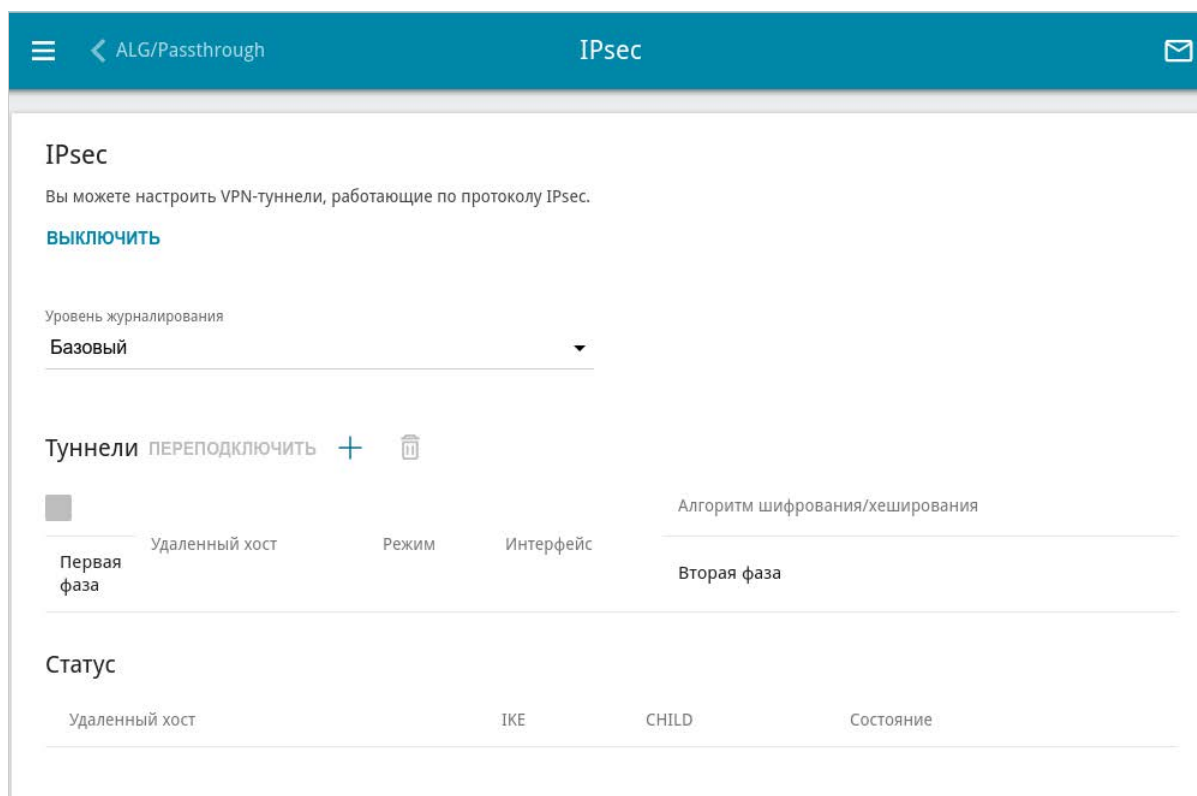 ALG/Passthrough
IPsec
IPsec
Вы можете настроить VPN-туннели, работающие по протоколу IPsec.
ВЫКЛЮЧИТЬ
Уровень журналирования
Базовый
Туннели ПЕРЕПОДКЛЮЧИТЬ
Алгоритм шифрования/хеширования
Удаленный хост Режим Интерфейс
Первая
фаза
Вторая фаза
Статус
Удаленный хост IKE CHILD Состояние